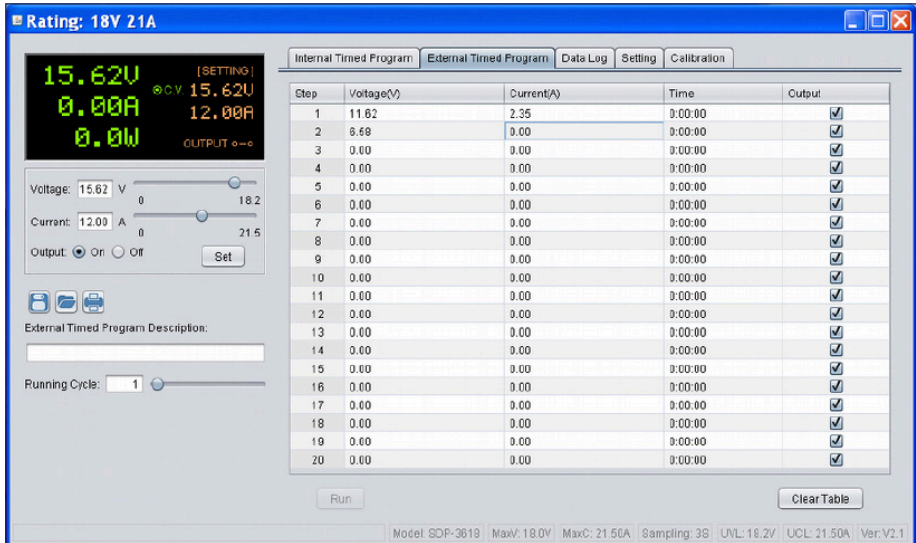 Rating: 18V 21A
15.62V
0.00A
0.0W
[SETTING]
C.V. 15.62V
12.00A
OUTPUT
Voltage: 15.62 V
0 18.2
Current: 12.00 A
0 21.5
Output: On Off
Set
External Timed Program Description:
Running Cycle: 1
Internal Timed Program External Timed Program Data Log Setting Calibration
Step Voltage(V) Current(A) Time Output
1 11.62 2.35 0:00:00
2 6.58 0.00 0:00:00
3 0.00 0.00 0:00:00
4 0.00 0.00 0:00:00
5 0.00 0.00 0:00:00
6 0.00 0.00 0:00:00
7 0.00 0.00 0:00:00
8 0.00 0.00 0:00:00
9 0.00 0.00 0:00:00
10 0.00 0.00 0:00:00
11 0.00 0.00 0:00:00
12 0.00 0.00 0:00:00
13 0.00 0.00 0:00:00
14 0.00 0.00 0:00:00
15 0.00 0.00 0:00:00
16 0.00 0.00 0:00:00
17 0.00 0.00 0:00:00
18 0.00 0.00 0:00:00
19 0.00 0.00 0:00:00
20 0.00 0.00 0:00:00
Run
Clear Table
Model: SDP-3618 MaxV: 18.0V MaxC: 21.50A Sampling: 3S UVL: 18.2V UCL: 21.50A Ver: V2.1